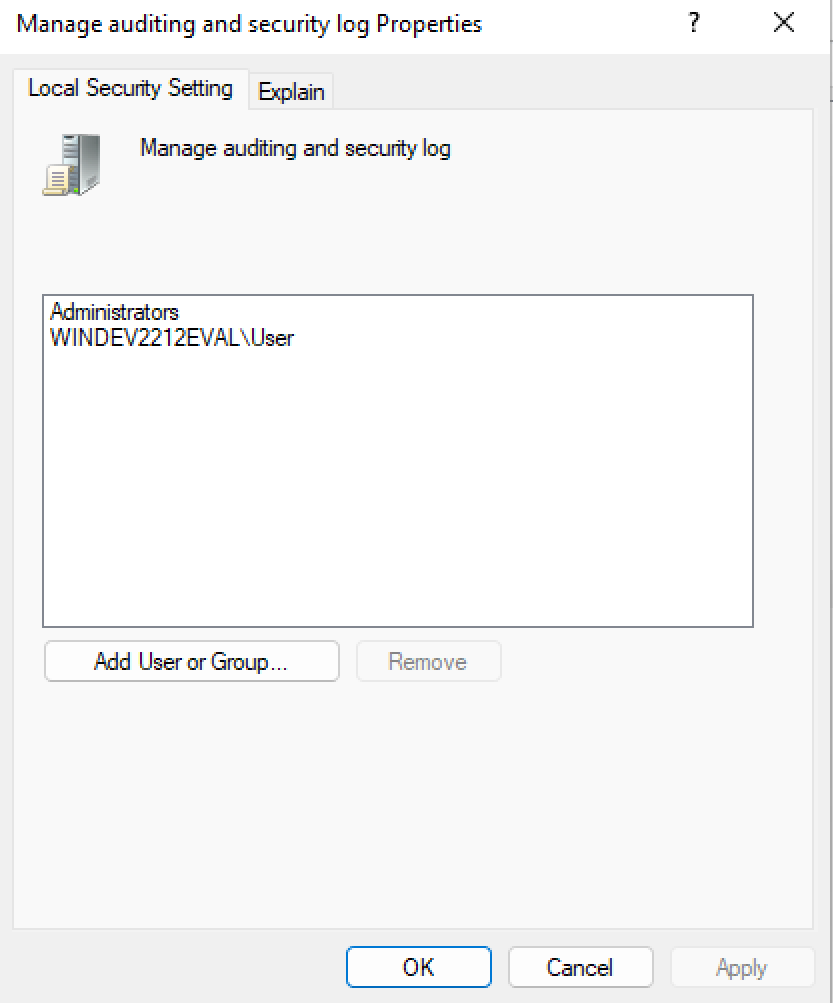 Manage auditing and security log Properties
?
Local Security Setting
Explain
Manage auditing and security log
Administrators
WINDEV2212EVAL\User
Add User or Group...
Remove
OK
Cancel
Apply